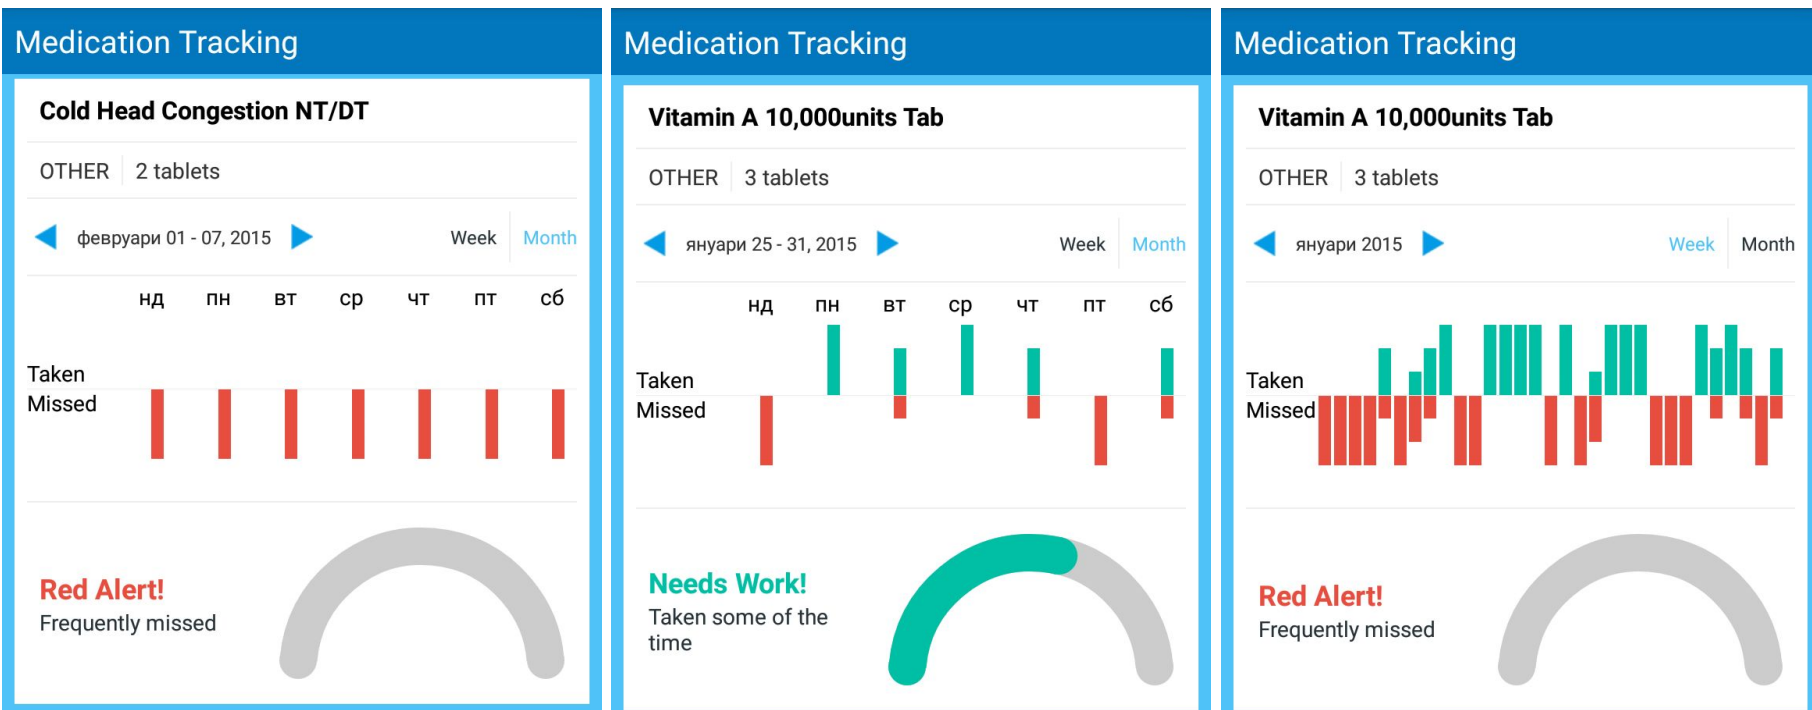 Medication Tracking
Cold Head Congestion NT/DT
OTHER 2 tablets
февруари 01 - 07, 2015 Week Month
нд пн вт ср чт пт сб
Taken
Missed
Red Alert!
Frequently missed
Medication Tracking
Vitamin A 10,000units Tab
OTHER 3 tablets
януари 25 - 31, 2015 Week Month
нд пн вт ср чт пт сб
Taken
Missed
Needs Work!
Taken some of the
time
Medication Tracking
Vitamin A 10,000units Tab
OTHER 3 tablets
януари 2015 Week Month
Taken
Missed
Red Alert!
Frequently missed